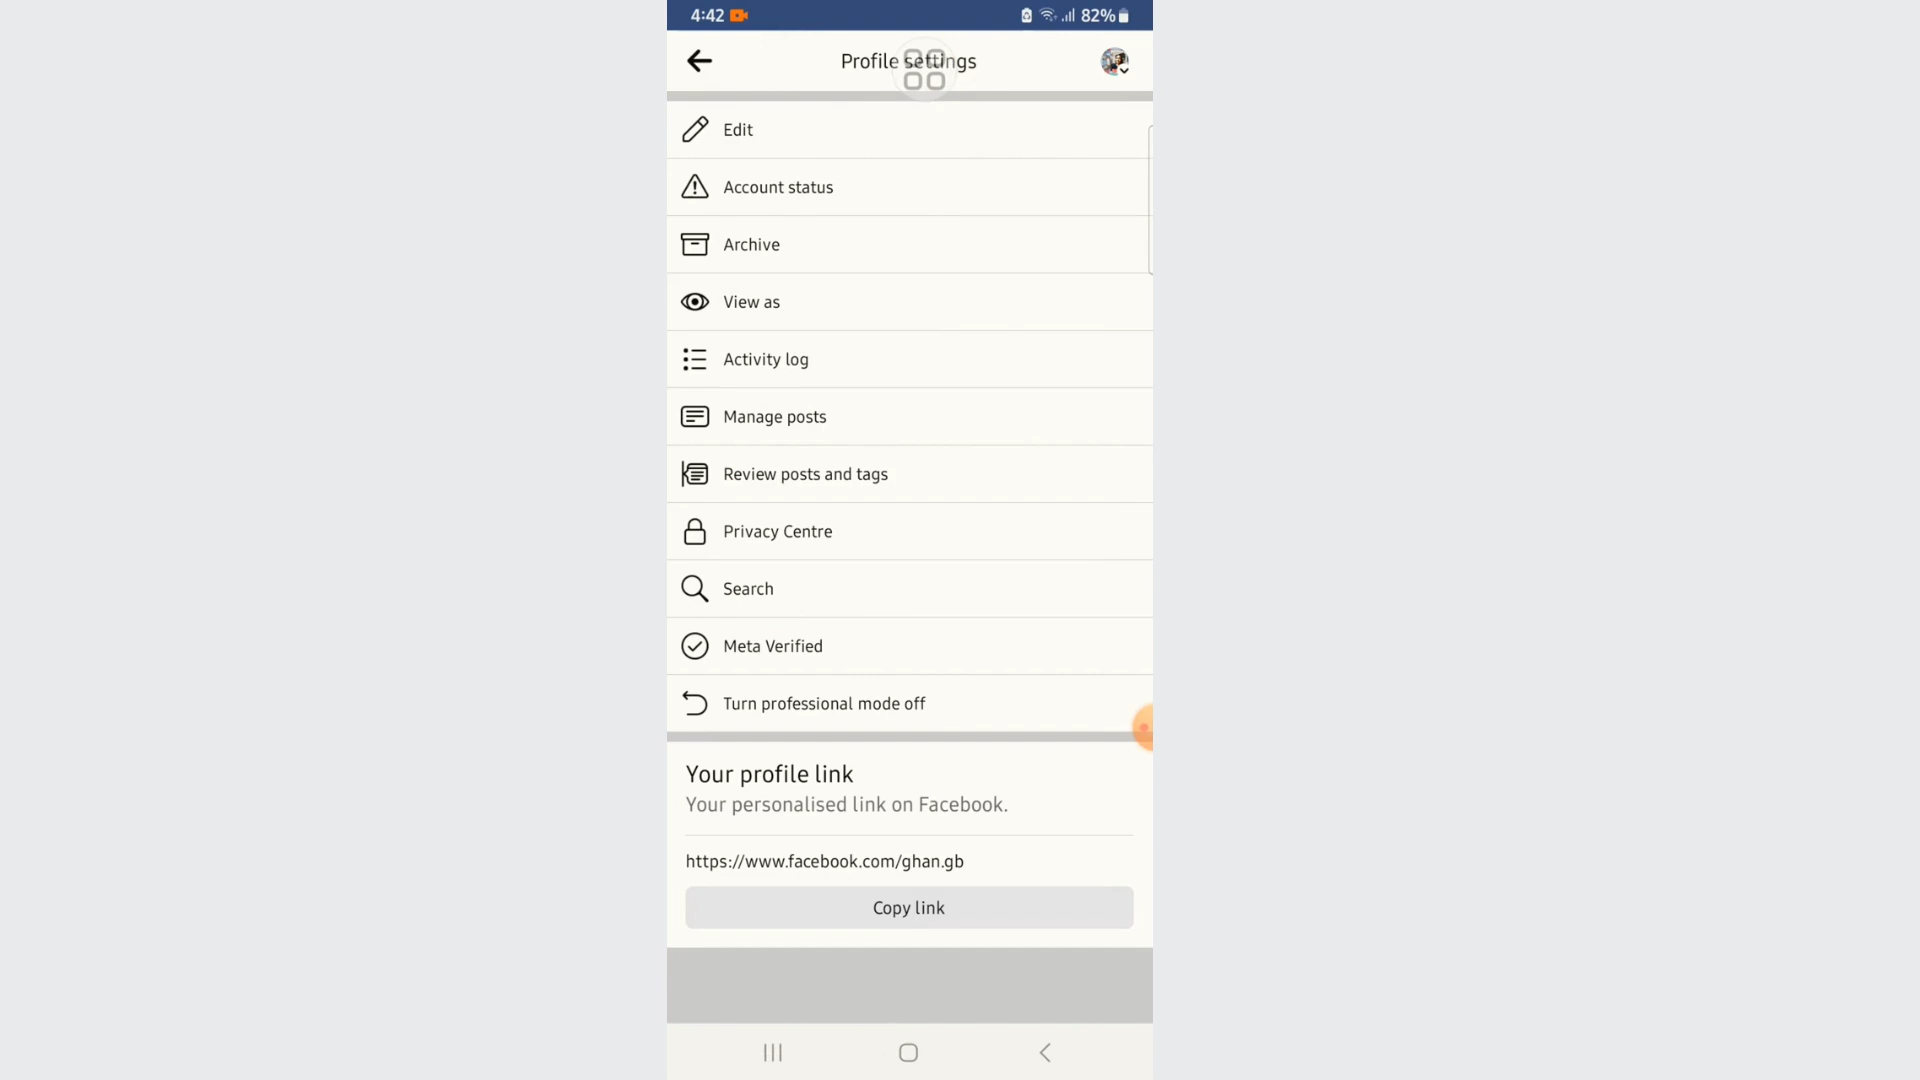 4:42 82%
Profile settings
Edit
Account status
Archive
View as
Activity log
Manage posts
Review posts and tags
Privacy Centre
Search
Meta Verified
Turn professional mode off
Your profile link
Your personalised link on Facebook.
https://www.facebook.com/ghan.gb
Copy link